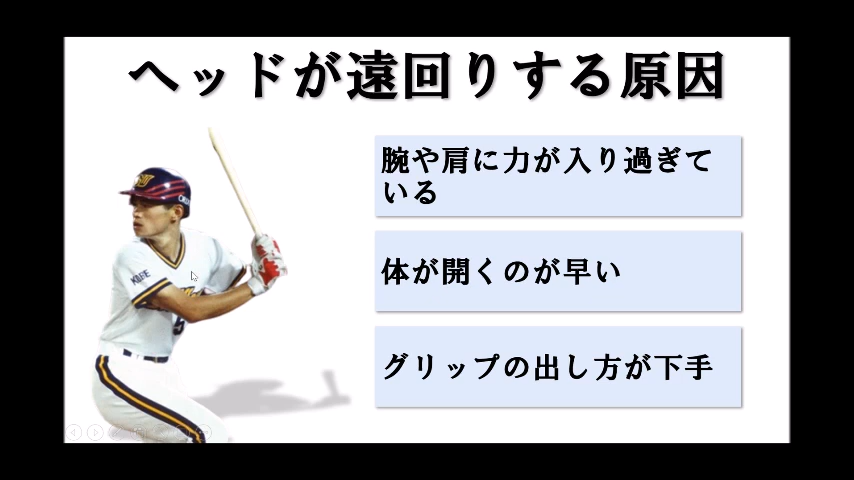 ヘッドが遠回りする原因
腕や肩に力が入り過ぎて
いる
体が開くのが早い
グリップの出し方が下手
KOBE
5